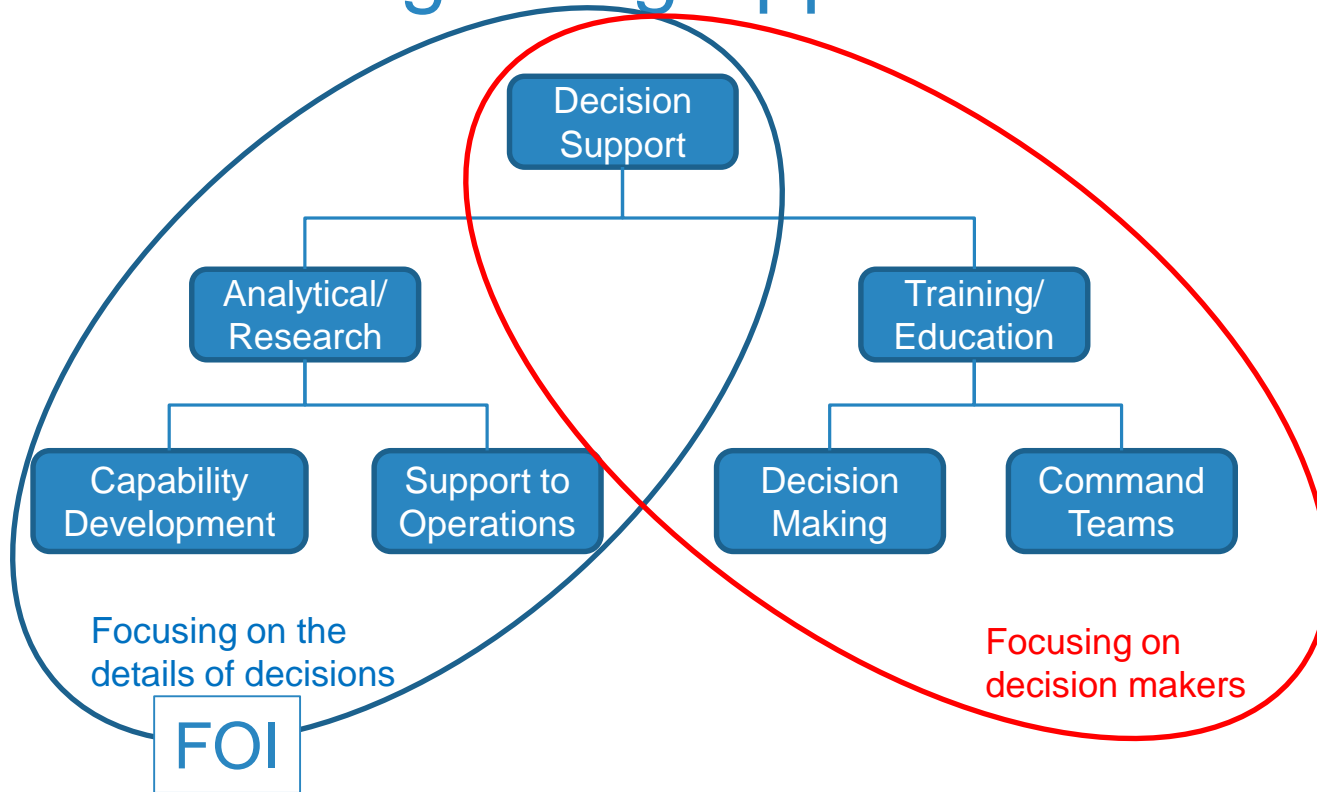 Decision
Support
Analytical/
Research
Training/
Education
Capability
Development
Support to
Operations
Decision
Making
Command
Teams
Focusing on the
details of decisions
Focusing on
decision makers
FOI